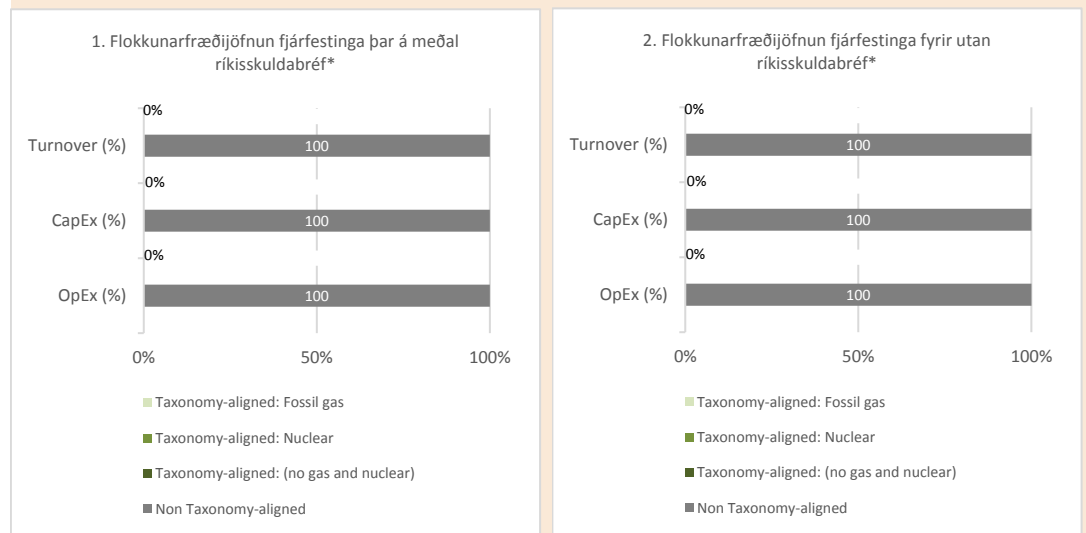 1. Flokkunarfræðijöfnun fjárfestinga þar á meðal
ríkisskuldabréf*
0%
Turnover (%)
100
0%
CapEx (%)
100
0%
OpEx (%)
100
0%
50%
100%
Taxonomy-aligned: Fossil gas
Taxonomy-aligned: Nuclear
Taxonomy-aligned: (no gas and nuclear)
Non Taxonomy-aligned
2. Flokkunarfræðijöfnun fjárfestinga fyrir utan
ríkisskuldabréf*
0%
Turnover (%)
100
0%
CapEx (%)
100
0%
OpEx (%)
100
0%
50%
100%
Taxonomy-aligned: Fossil gas
Taxonomy-aligned: Nuclear
Taxonomy-aligned: (no gas and nuclear)
Non Taxonomy-aligned